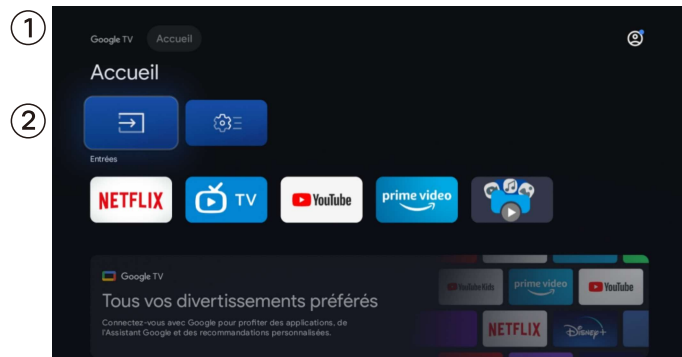 ①
Google TV Accueil
Accueil
②
Entrées
NETFLIX TV YouTube prime video
Google TV
Tous vos divertissements préférés
Connectez-vous avec Google pour profiter des applications, de
l'Assistant Google et des recommandations personnalisées.
YouTube Kids prime video YouTube
NETFLIX Disney+